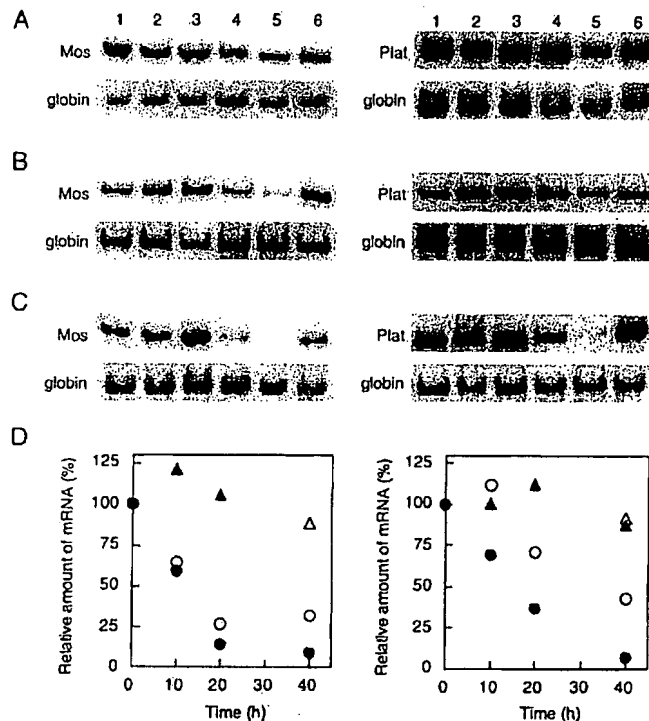 A
1 2 3 4 5 6
Mos
globin
1 2 3 4 5 6
Plat
globin
B
Mos
globin
Plat
globin
C
Mos
globin
Plat
globin
D
Relative amount of mRNA (%)
125
100
75
50
25
0
0 10 20 30 40
Time (h)
Relative amount of mRNA (%)
125
100
75
50
25
0
0 10 20 30 40
Time (h)